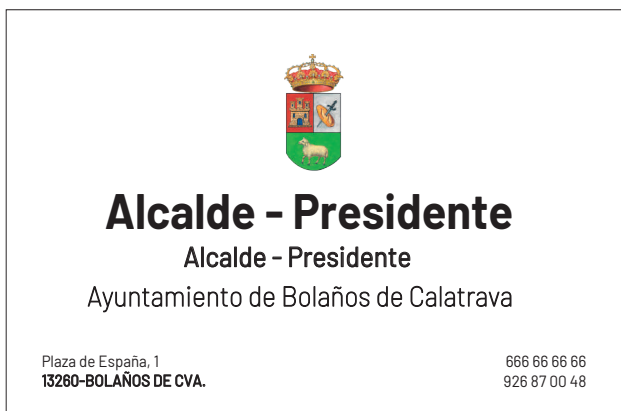 Alcalde - Presidente
Alcalde - Presidente
Ayuntamiento de Bolaños de Calatrava
Plaza de España, 1
13260-BOLAÑOS DE CVA.
666 66 66 66
926 87 00 48